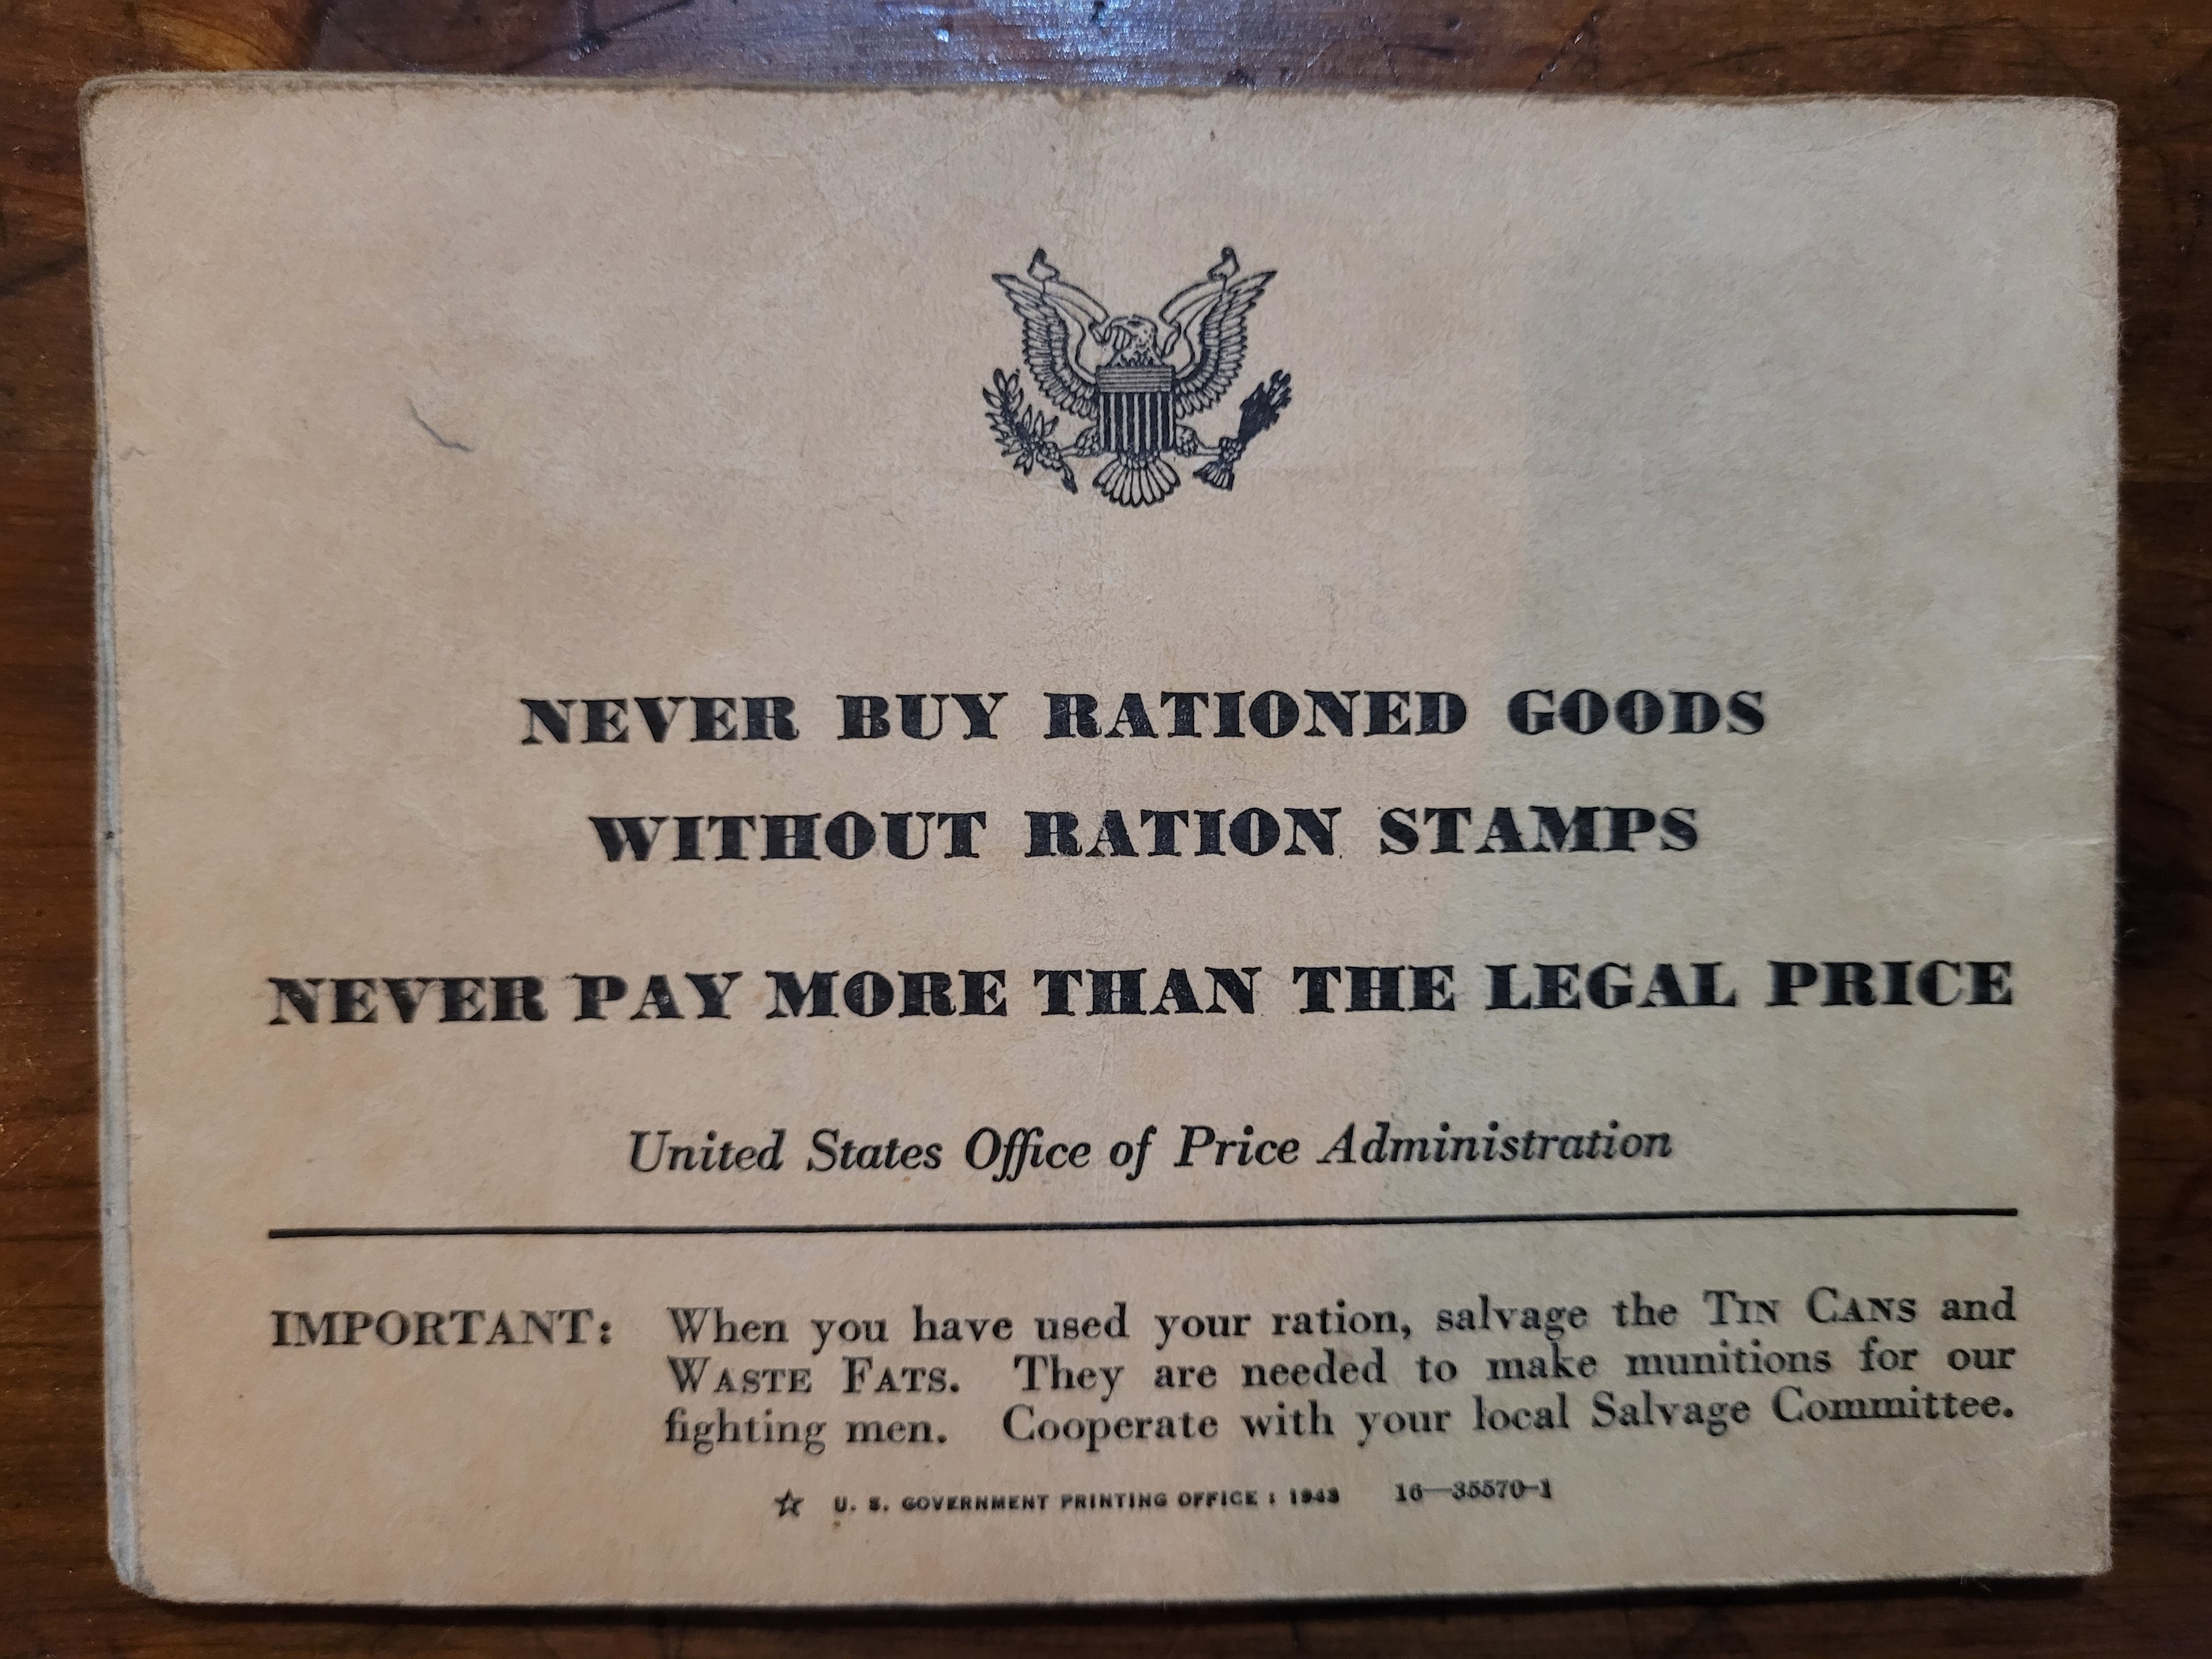 NEVER BUY RATIONED GOODS
WITHOUT RATION STAMPS
NEVER PAY MORE THAN THE LEGAL PRICE
United States Office of Price Administration
IMPORTANT: When you have used your ration, salvage the TIN CANS and
WASTE FATS. They are needed to make munitions for our
fighting men. Cooperate with your local Salvage Committee.
☆ U. S. GOVERNMENT PRINTING OFFICE : 1943 16—35570-1